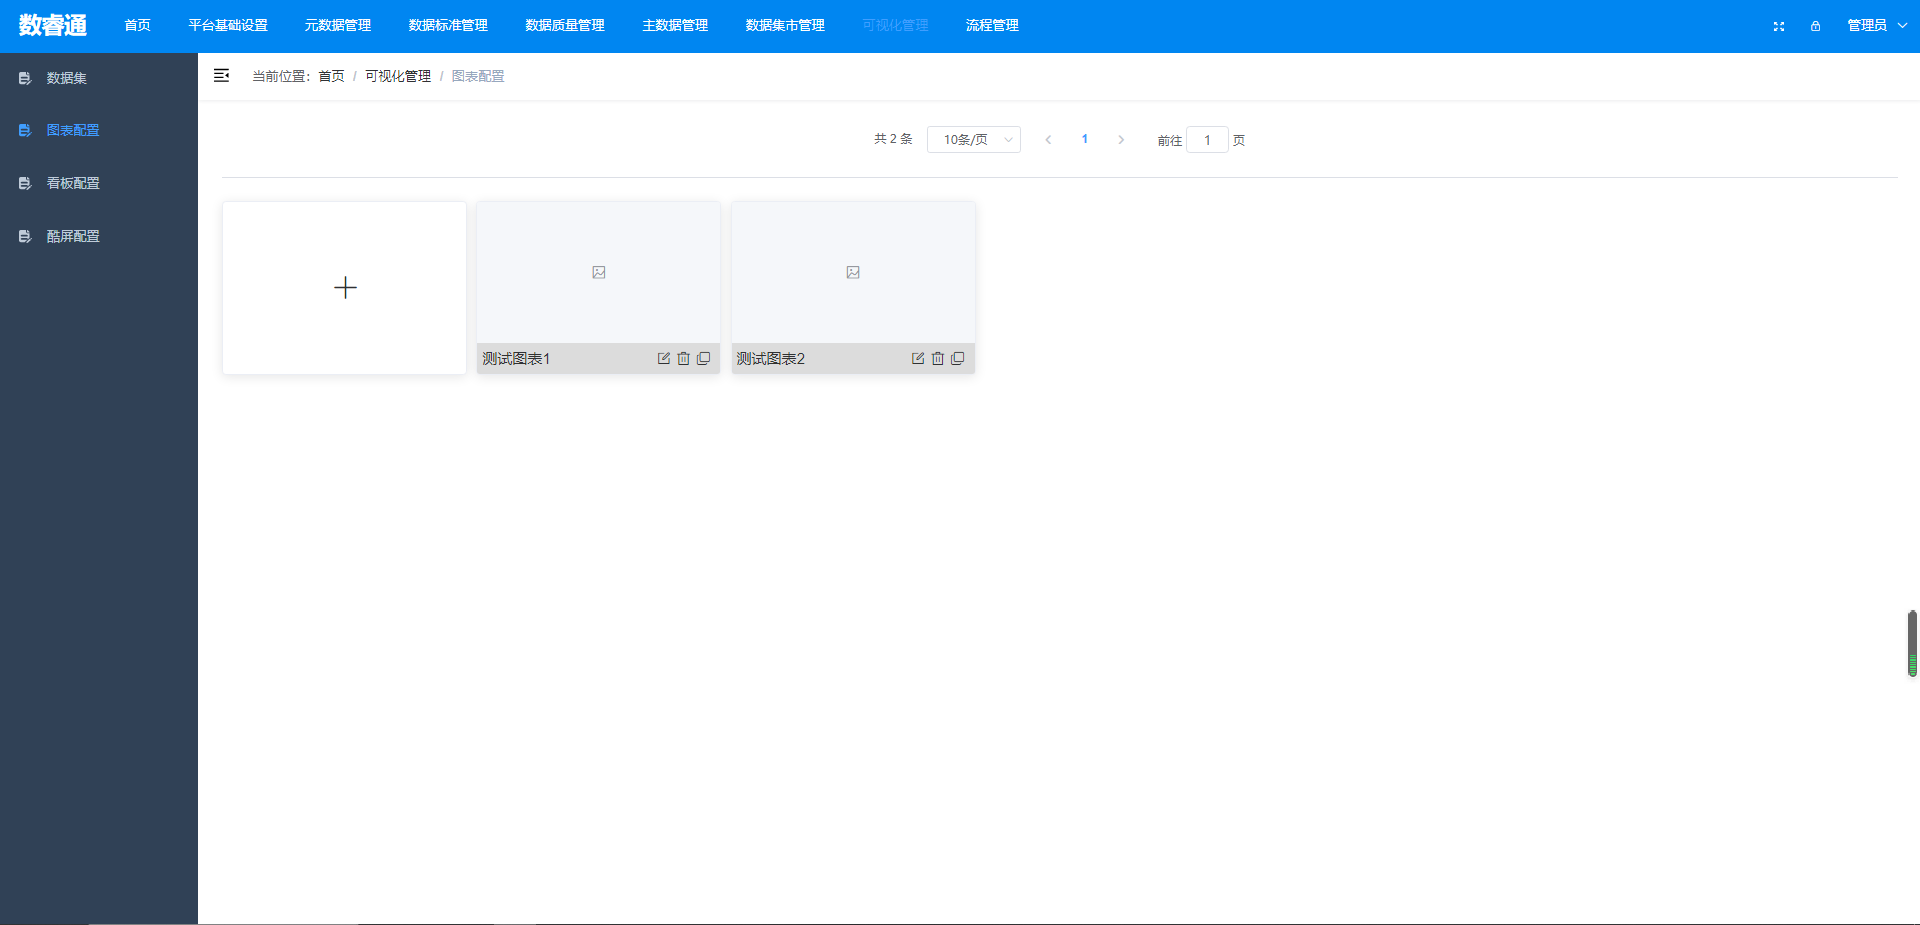 数睿通 首页 平台基础设置 元数据管理 数据标准管理 数据质量管理 主数据管理 数据集市管理 可视化管理 流程管理 管理员
数据集
图表配置
看板配置
酷屏配置
当前位置： 首页 / 可视化管理 / 图表配置
共 2 条 10条/页 1 前往 1 页
测试图表1
测试图表2